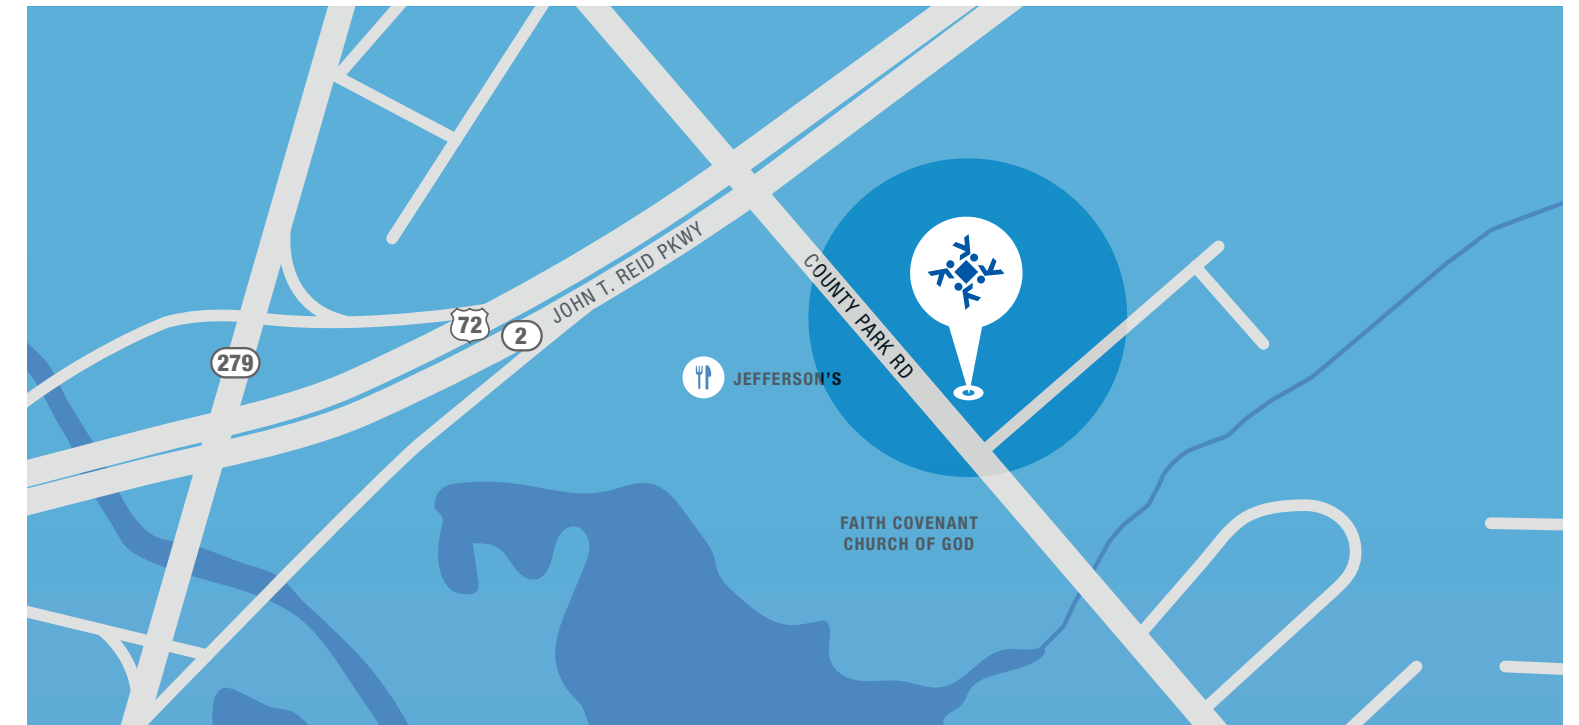 JOHN T. REID PKWY
72
2
279
COUNTY PARK RD
JEFFERSON'S
FAITH COVENANT
CHURCH OF GOD